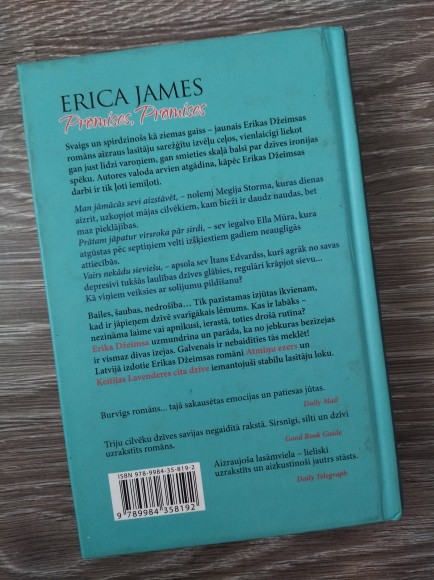 ERICA JAMES
Promises, Promises
Svaigs un spirdzinošs kā ziemas gaiss – jaunais Erikas Džeimsas
romāns aizraus lasītāju sarežģītu izvēļu ceļos, vienlaicīgi liekot
gan just līdzi varoņiem, gan smieties skaļā balsī par dzīves ironijas
spēku. Autores valoda arvien atgādina, kāpēc Erikas Džeimsas
darbi ir tik ļoti iemīļoti.
Man jāmācās sevi aizstāvēt, – nolemj Megija Storma, kuras dienas
aizrit, uzkopjot mājas cilvēkiem, kam bieži ir daudz naudas, bet
maz pieklājības.
Prātam jāpatur virsroka pār sirdi, – sev iegalvo Ella Mūra, kura
atgūstas pēc septiņiem velti izšķiestiem gadiem neauglīgās
attiecībās.
Vairs nekādu sieviešu, – apsola sev Ītans Edvardss, kurš agrāk no savas
depresīvi tukšās laulības dzīves glābies, regulāri krāpjot sievu...
Kā viņiem veiksies ar solījumu pildīšanu?
Bailes, šaubas, nedrošība... Tik pazīstamas izjūtas ikvienam,
kad ir jāpieņem dzīvē svarīgākais lēmums. Kas ir labāks –
nezināma laime vai apnikusi, ierastā, toties drošā rutīna?
Erika Džeimsa uzmundrina un parāda, ka no jebkuras bezizejas
ir vismaz divas izejas. Galvenais ir nebaidīties tās meklēt!
Latvijā izdotie Erikas Džeimsas romāni Atmiņu ezers un
Keitijas Lavenderes cita dzīve iemantojuši stabilu lasītāju loku.
Burvīgs romāns... tajā sakausētas emocijas un patiesas jūtas.
Daily Mail
Triju cilvēku dzīves savijas negaidītā rakstā. Sirsnīgi, silti un dzīvi
uzrakstīts romāns.
Good Book Guide
Aizraujoša lasāmviela – lieliski
uzrakstīts un aizkustinoši jautrs stāsts.
Daily Telegraph
ISBN 978-9984-35-819-2
9 789984 358192